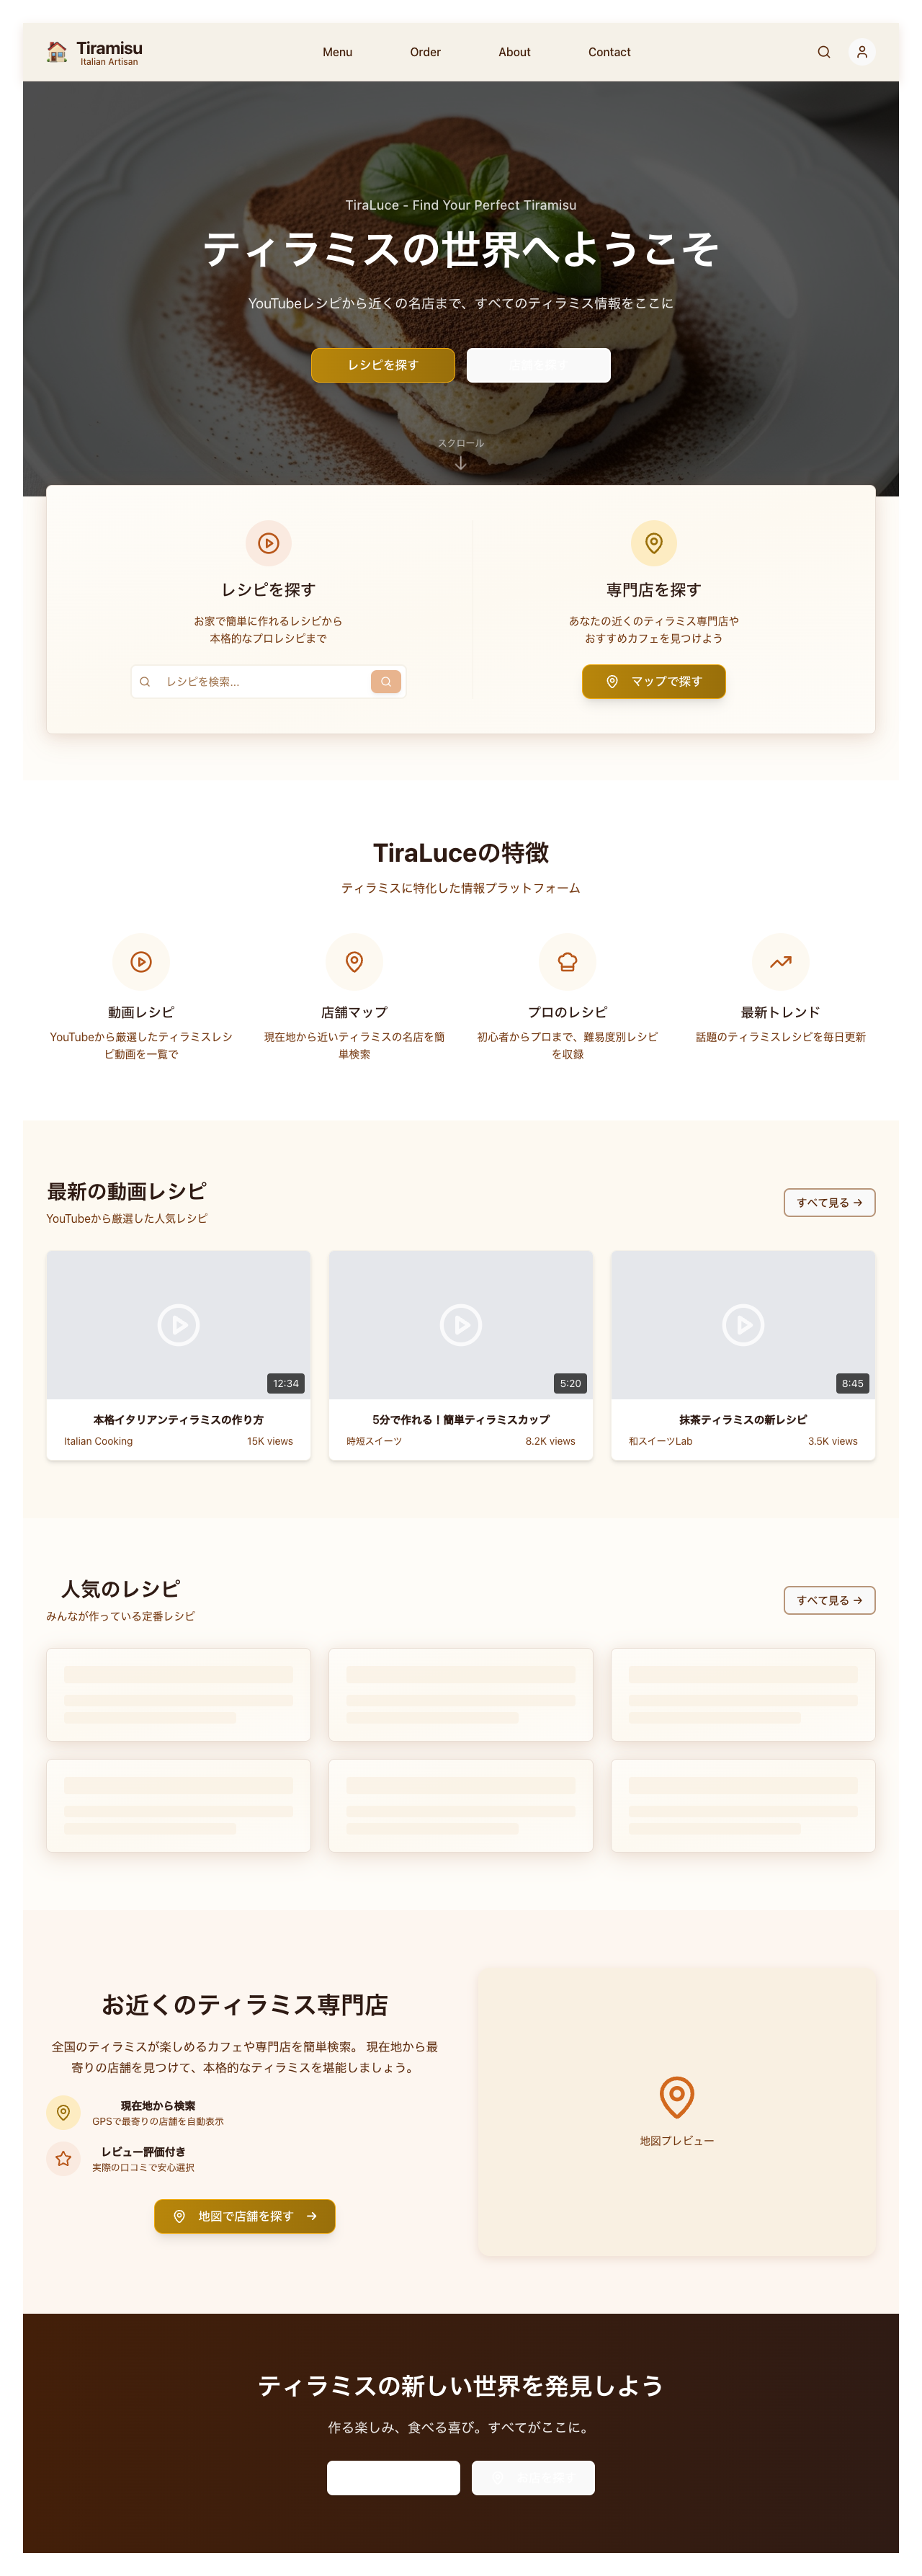 Tiramisu
Italian Artisan
Menu
Order
About
Contact
TiraLuce - Find Your Perfect Tiramisu
ティラミスの世界へようこそ
YouTubeレシピから近くの名店まで、すべてのティラミス情報をここに
レシピを探す
スクロール
レシピを探す
お家で簡単に作れるレシピから
本格的なプロレシピまで
レシピを検索...
専門店を探す
あなたの近くのティラミス専門店や
おすすめカフェを見つけよう
マップで探す
TiraLuceの特徴
ティラミスに特化した情報プラットフォーム
動画レシピ
YouTubeから厳選したティラミスレシ
ピ動画を一覧で
店舗マップ
現在地から近いティラミスの名店を簡
単検索
プロのレシピ
初心者からプロまで、難易度別レシピ
を収録
最新トレンド
話題のティラミスレシピを毎日更新
最新の動画レシピ
YouTubeから厳選した人気レシピ
すべて見る →
12:34
本格イタリアンティラミスの作り方
Italian Cooking
15K views
5:20
5分で作れる！簡単ティラミスカップ
時短スイーツ
8.2K views
8:45
抹茶ティラミスの新レシピ
和スイーツLab
3.5K views
人気のレシピ
みんなが作っている定番レシピ
すべて見る →
お近くのティラミス専門店
全国のティラミスが楽しめるカフェや専門店を簡単検索。 現在地から最
寄りの店舗を見つけて、本格的なティラミスを堪能しましょう。
現在地から検索
GPSで最寄りの店舗を自動表示
レビュー評価付き
実際の口コミで安心選択
地図で店舗を探す →
地図プレビュー
ティラミスの新しい世界を発見しよう
作る楽しみ、食べる喜び。すべてがここに。